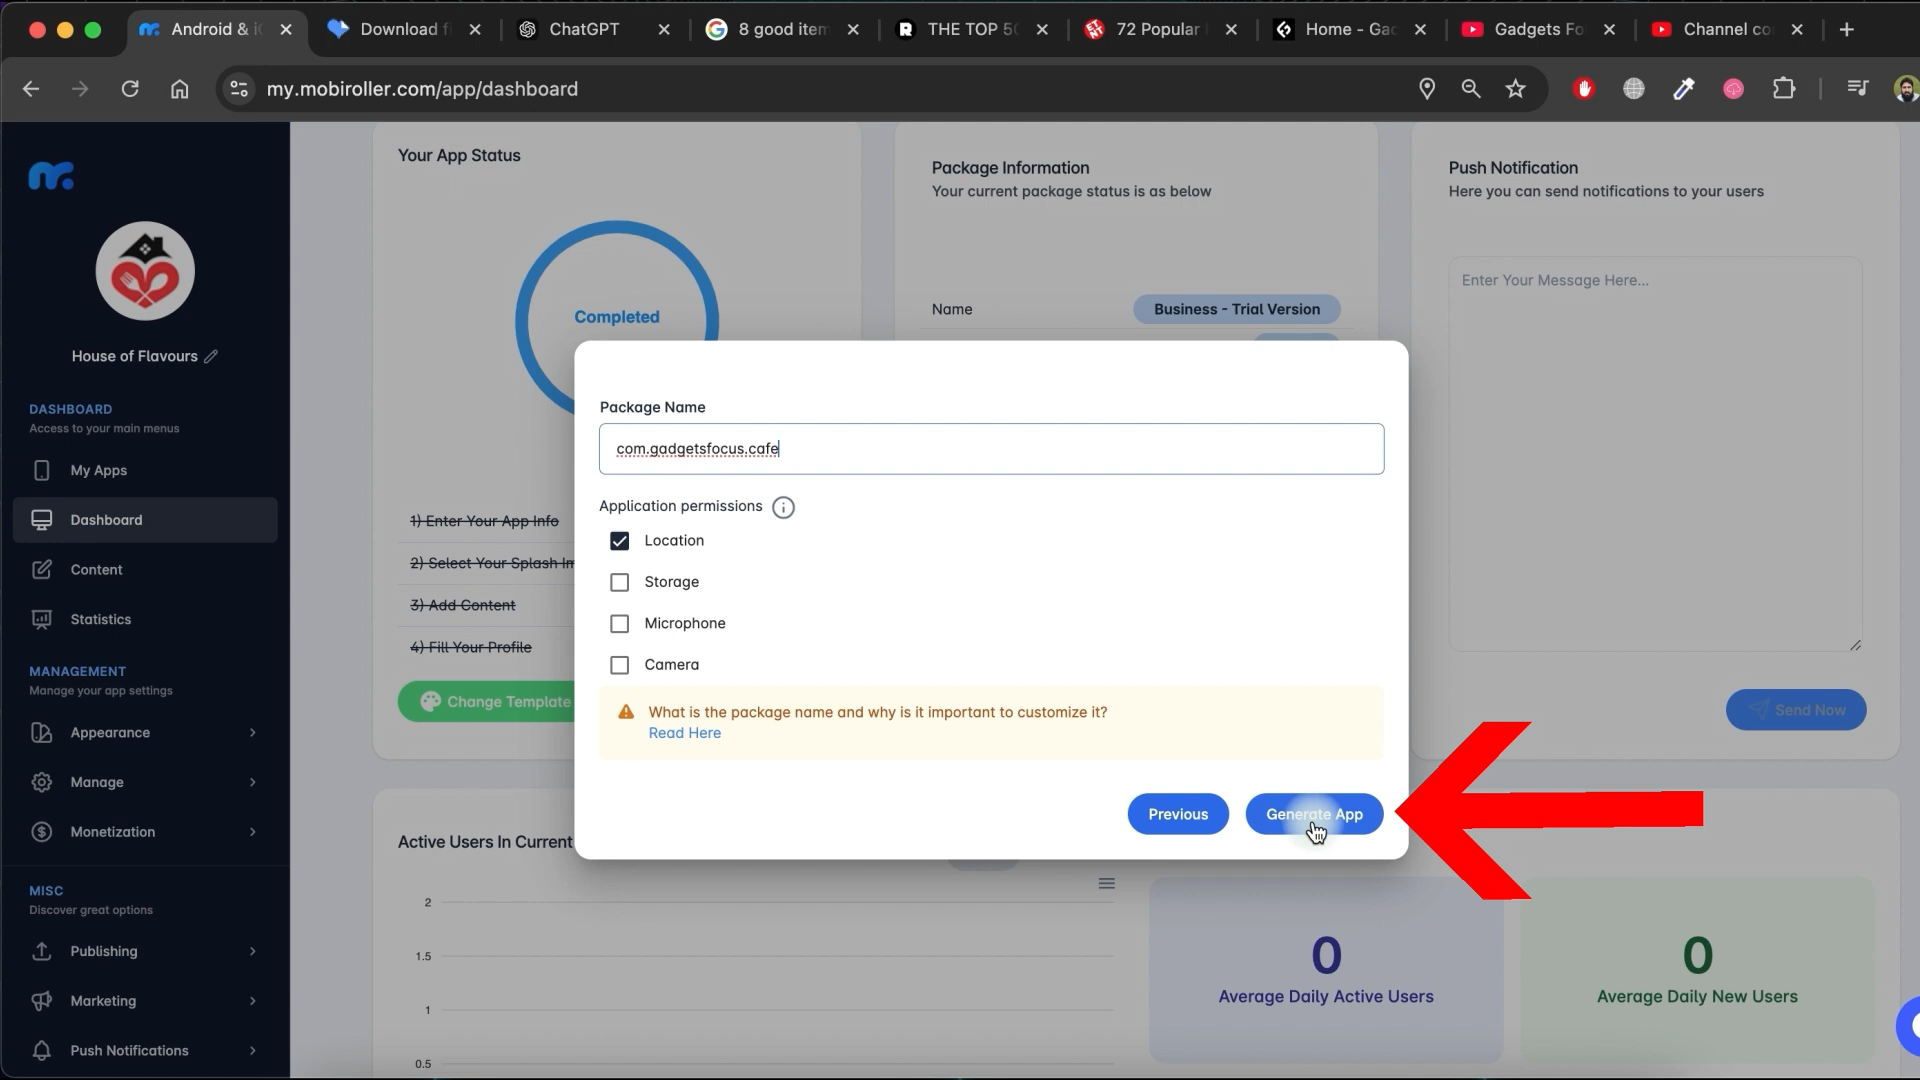 Android & i
Download f
ChatGPT
8 good item
THE TOP 50
72 Popular
Home - Gad
Gadgets Fo
Channel co
my.mobiroller.com/app/dashboard
House of Flavours
DASHBOARD
Access to your main menus
My Apps
Dashboard
Content
Statistics
MANAGEMENT
Manage your app settings
Appearance
Manage
Monetization
MISC
Discover great options
Publishing
Marketing
Push Notifications
Your App Status
Completed
1) Enter Your App Info
2) Select Your Splash Im
3) Add Content
4) Fill Your Profile
Change Template
Package Information
Your current package status is as below
Name
Business - Trial Version
Push Notification
Here you can send notifications to your users
Enter Your Message Here...
Send Now
Package Name
com.gadgetsfocus.cafe
Application permissions
Location
Storage
Microphone
Camera
What is the package name and why is it important to customize it?
Read Here
Previous
Generate App
Active Users In Current
2
1.5
1
0.5
0
Average Daily Active Users
0
Average Daily New Users